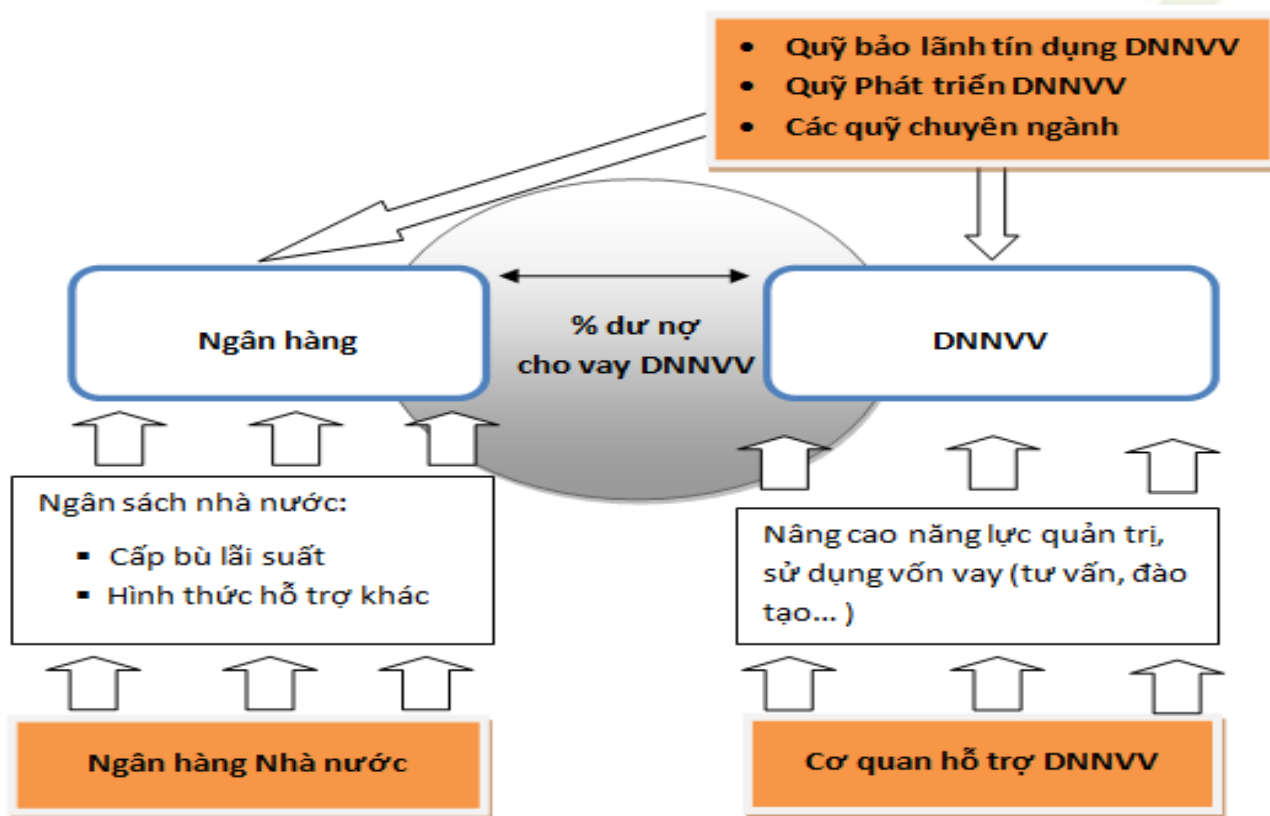 • Quỹ bảo lãnh tín dụng DNNVV
• Quỹ Phát triển DNNVV
• Các quỹ chuyên ngành
Ngân hàng
% dư nợ
cho vay DNNVV
DNNVV
Ngân sách nhà nước:
▪ Cấp bù lãi suất
▪ Hình thức hỗ trợ khác
Nâng cao năng lực quản trị,
sử dụng vốn vay (tư vấn, đào
tạo... )
Ngân hàng Nhà nước
Cơ quan hỗ trợ DNNVV